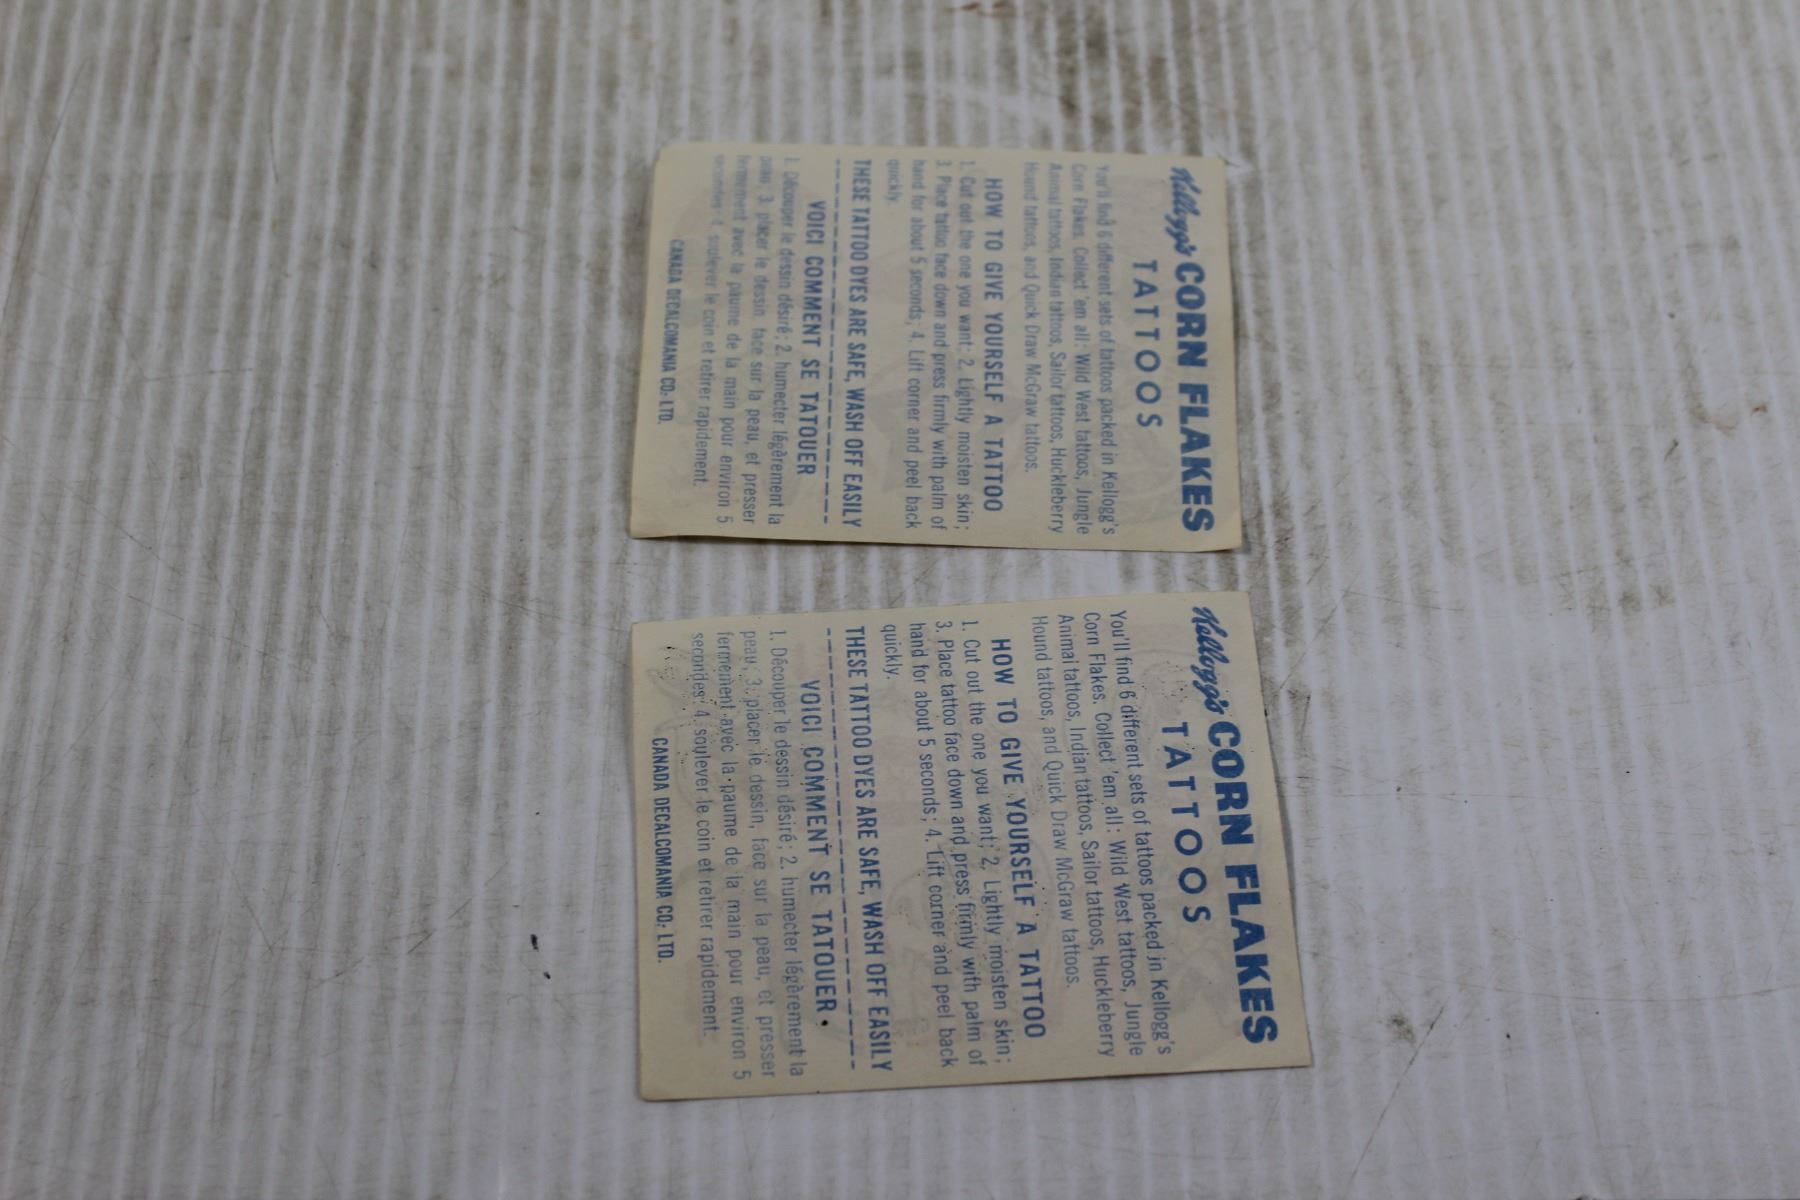 Kellogg's CORN FLAKES
TATTOOS
You'll find 6 different sets of tattoos packed in Kellogg's
Corn Flakes. Collect 'em all: Wild West tattoos, Jungle
Animal tattoos, Indian tattoos, Sailor tattoos, Huckleberry
Hound tattoos, and Quick Draw McGraw tattoos.
HOW TO GIVE YOURSELF A TATTOO
1. Cut out the one you want; 2. Lightly moisten skin;
3. Place tattoo face down and press firmly with palm of
hand for about 5 seconds; 4. Lift corner and peel back
quickly.
THESE TATTOO DYES ARE SAFE, WASH OFF EASILY
VOICI COMMENT SE TATOUER
1. Découper le dessin désiré; 2. humecter légèrement la
peau; 3. placer le dessin, face sur la peau, et presser
fermement avec la paume de la main pour environ 5
secondes; 4. soulever le coin et retirer rapidement.
CANADA DECALCOMANIA CO. LTD.
Kellogg's CORN FLAKES
TATTOOS
You'll find 6 different sets of tattoos packed in Kellogg's
Corn Flakes. Collect 'em all: Wild West tattoos, Jungle
Animal tattoos, Indian tattoos, Sailor tattoos, Huckleberry
Hound tattoos, and Quick Draw McGraw tattoos.
HOW TO GIVE YOURSELF A TATTOO
1. Cut out the one you want; 2. Lightly moisten skin;
3. Place tattoo face down and press firmly with palm of
hand for about 5 seconds; 4. Lift corner and peel back
quickly.
THESE TATTOO DYES ARE SAFE, WASH OFF EASILY
VOICI COMMENT SE TATOUER
1. Découper le dessin désiré; 2. humecter légèrement la
peau; 3. placer le dessin, face sur la peau, et presser
fermement avec la paume de la main pour environ 5
secondes; 4. soulever le coin et retirer rapidement.
CANADA DECALCOMANIA CO. LTD.